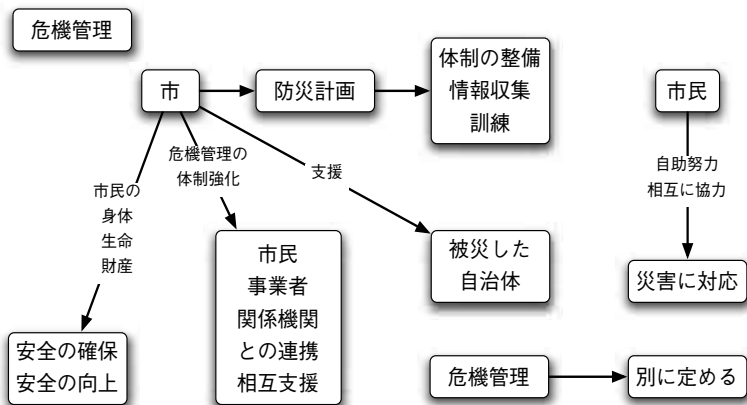 危機管理
市
防災計画
体制の整備
情報収集
訓練
市民
市民の
身体
生命
財産
危機管理の
体制強化
支援
自助努力
相互に協力
安全の確保
安全の向上
市民
事業者
関係機関
との連携
相互支援
被災した
自治体
災害に対応
危機管理
別に定める